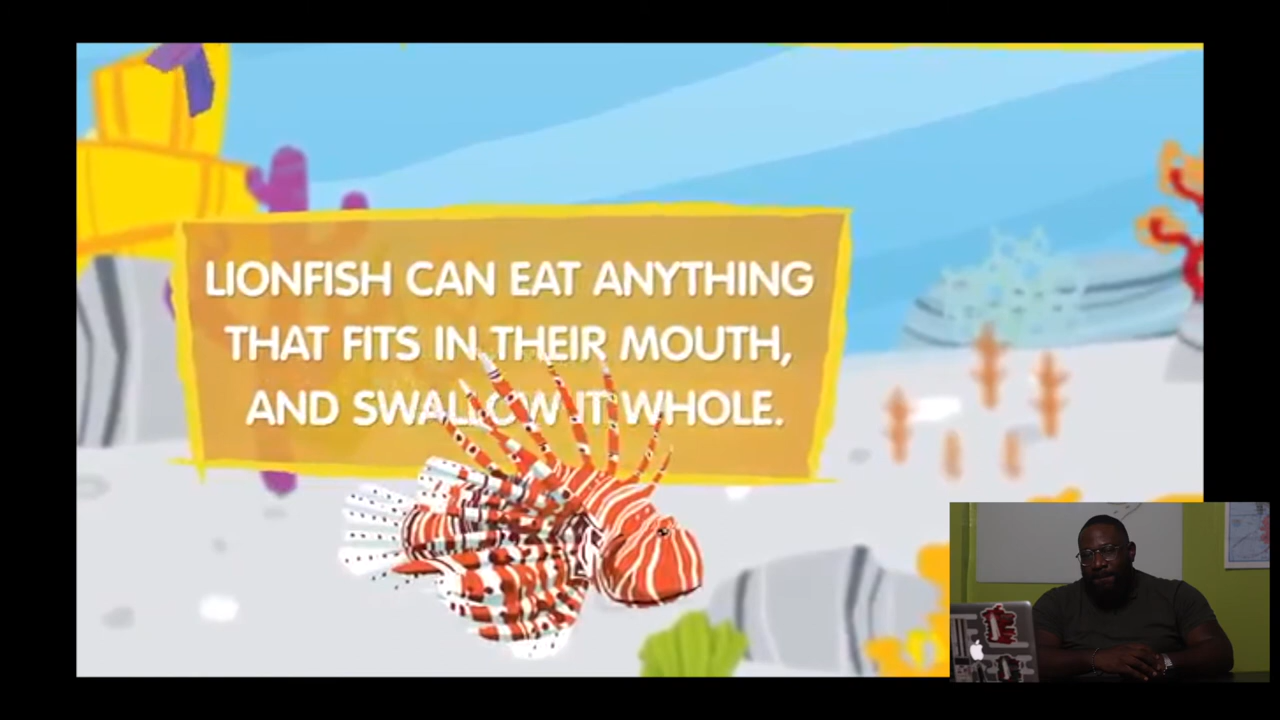 LIONFISH CAN EAT ANYTHING
THAT FITS IN THEIR MOUTH,
AND SWALLOW IT WHOLE.